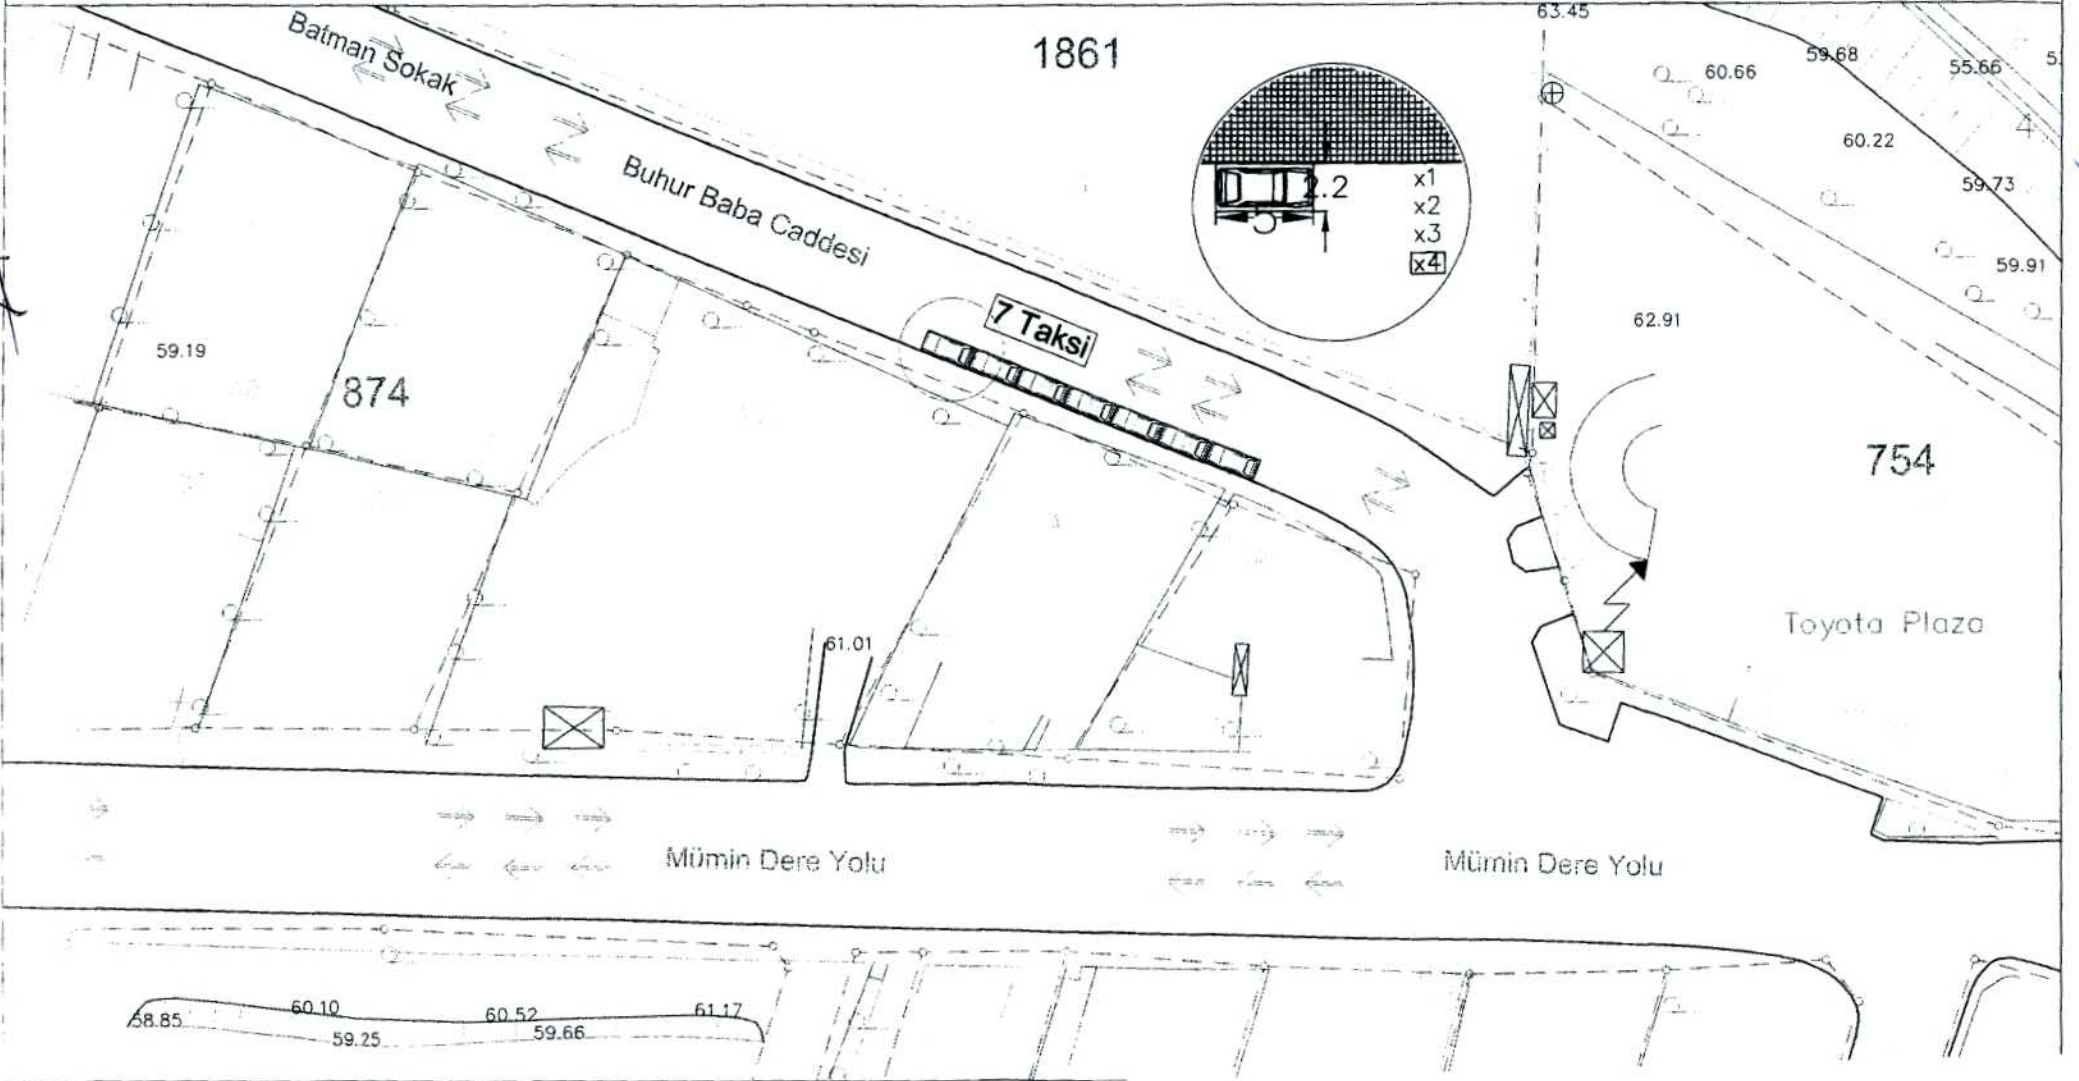 63.45
Batman Sokak
1861
59.68
60.66
55.66
4
60.22
Buhur Baba Caddesi
2.2
5
x1
x2
x3
x4
59.73
59.91
7 Taksi
62.91
59.19
874
754
Toyota Plaza
61.01
Mümin Dere Yolu
Mümin Dere Yolu
58.85
60.10
59.25
60.52
59.66
61.17